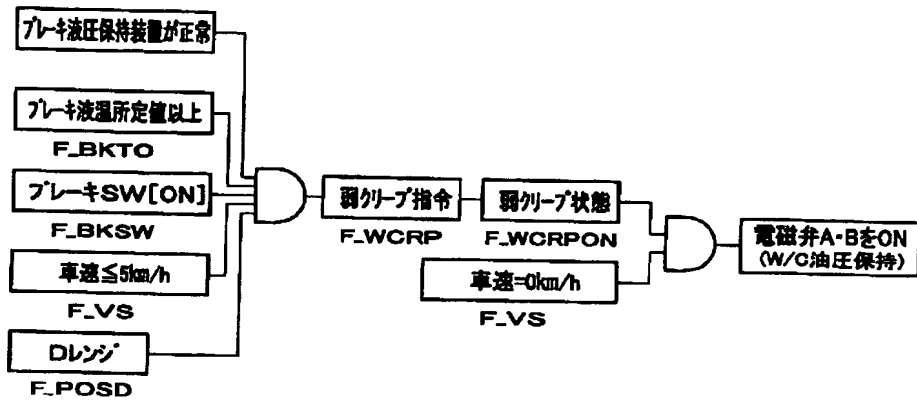 ブレーキ液圧保持装置が正常
ブレーキ液温所定値以上
F_BKTO
ブレーキSW[ON]
F_BKSW
車速≦5km/h
F_VS
Dレンジ
F_POSD
弱クリープ指令
F_WCRP
弱クリープ状態
F_WCRPON
車速=0km/h
F_VS
電磁弁A・BをON
(W/C油圧保持)